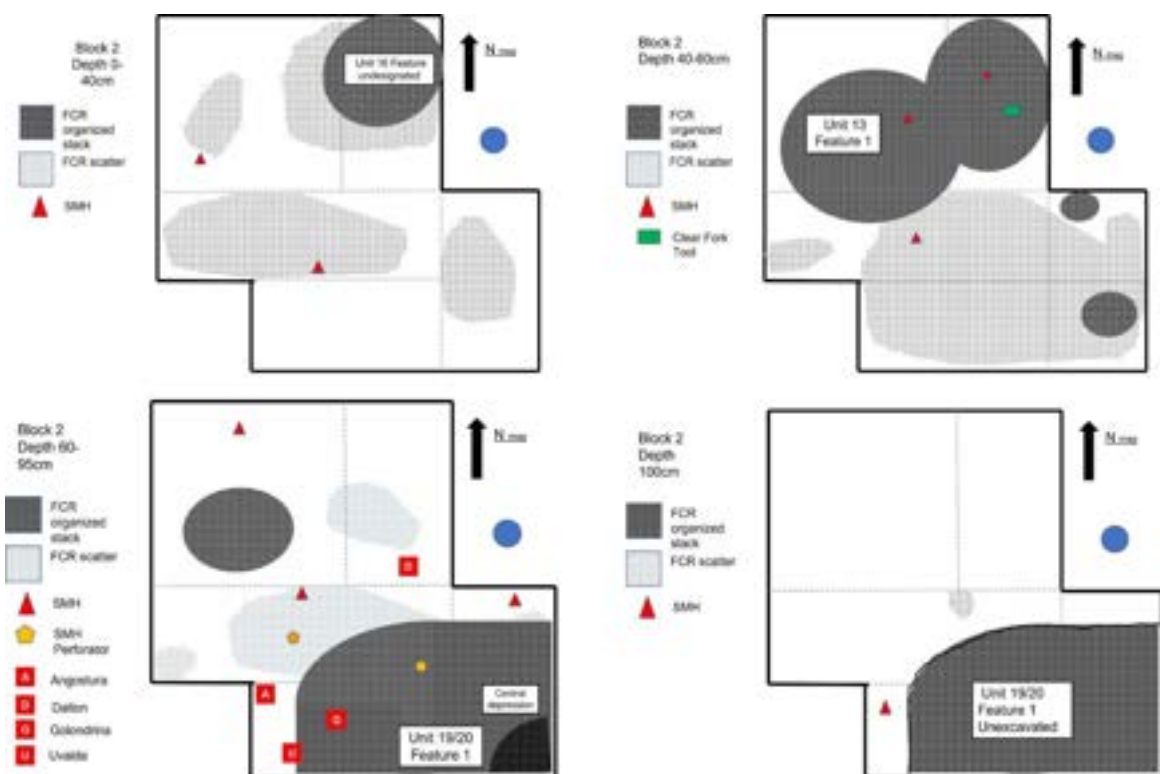 Block 2
Depth 0-
40cm
FCR
organized
stack
FCR scatter
SMH
Unit 16 Feature
undesignated
N mag
Block 2
Depth 40-60cm
FCR
organized
stack
FCR scatter
SMH
Clear Fork
Tool
Unit 13
Feature 1
N mag
Block 2
Depth 60-
95cm
FCR
organized
stack
FCR scatter
SMH
SMH
Perforator
A Angostura
D Dalton
G Golondrina
U Uvalde
N mag
A
G
U
Central
depression
Unit 19/20
Feature 1
Block 2
Depth
100cm
FCR
organized
stack
FCR scatter
SMH
N mag
Unit 19/20
Feature 1
Unexcavated